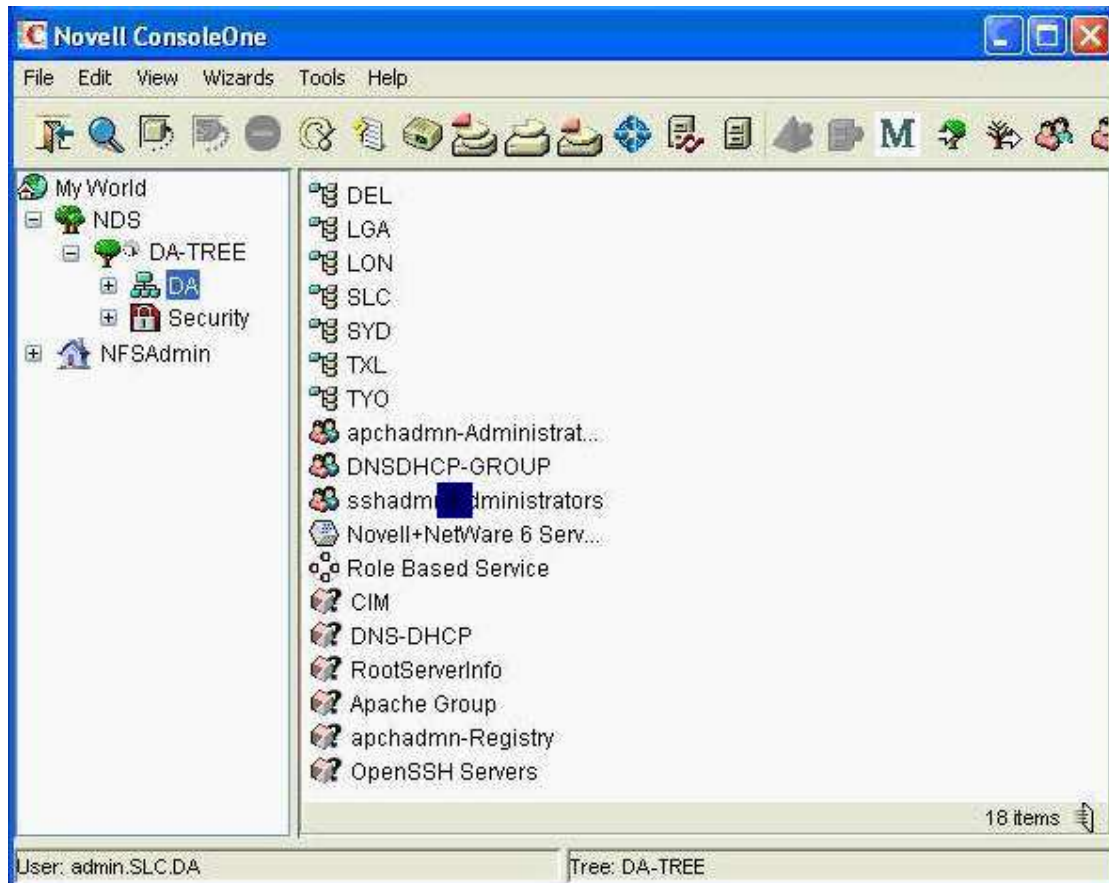 Novell ConsoleOne
File Edit View Wizards Tools Help
M
My World
NDS
DA-TREE
DA
Security
NFSAdmin
DEL
LGA
LON
SLC
SYD
TXL
TYO
apchadmn-Administrat...
DNSDHCP-GROUP
Novell+NetWare 6 Serv...
Role Based Service
CIM
DNS-DHCP
RootServerInfo
Apache Group
apchadmn-Registry
OpenSSH Servers
18 items
User: admin.SLC.DA
Tree: DA-TREE